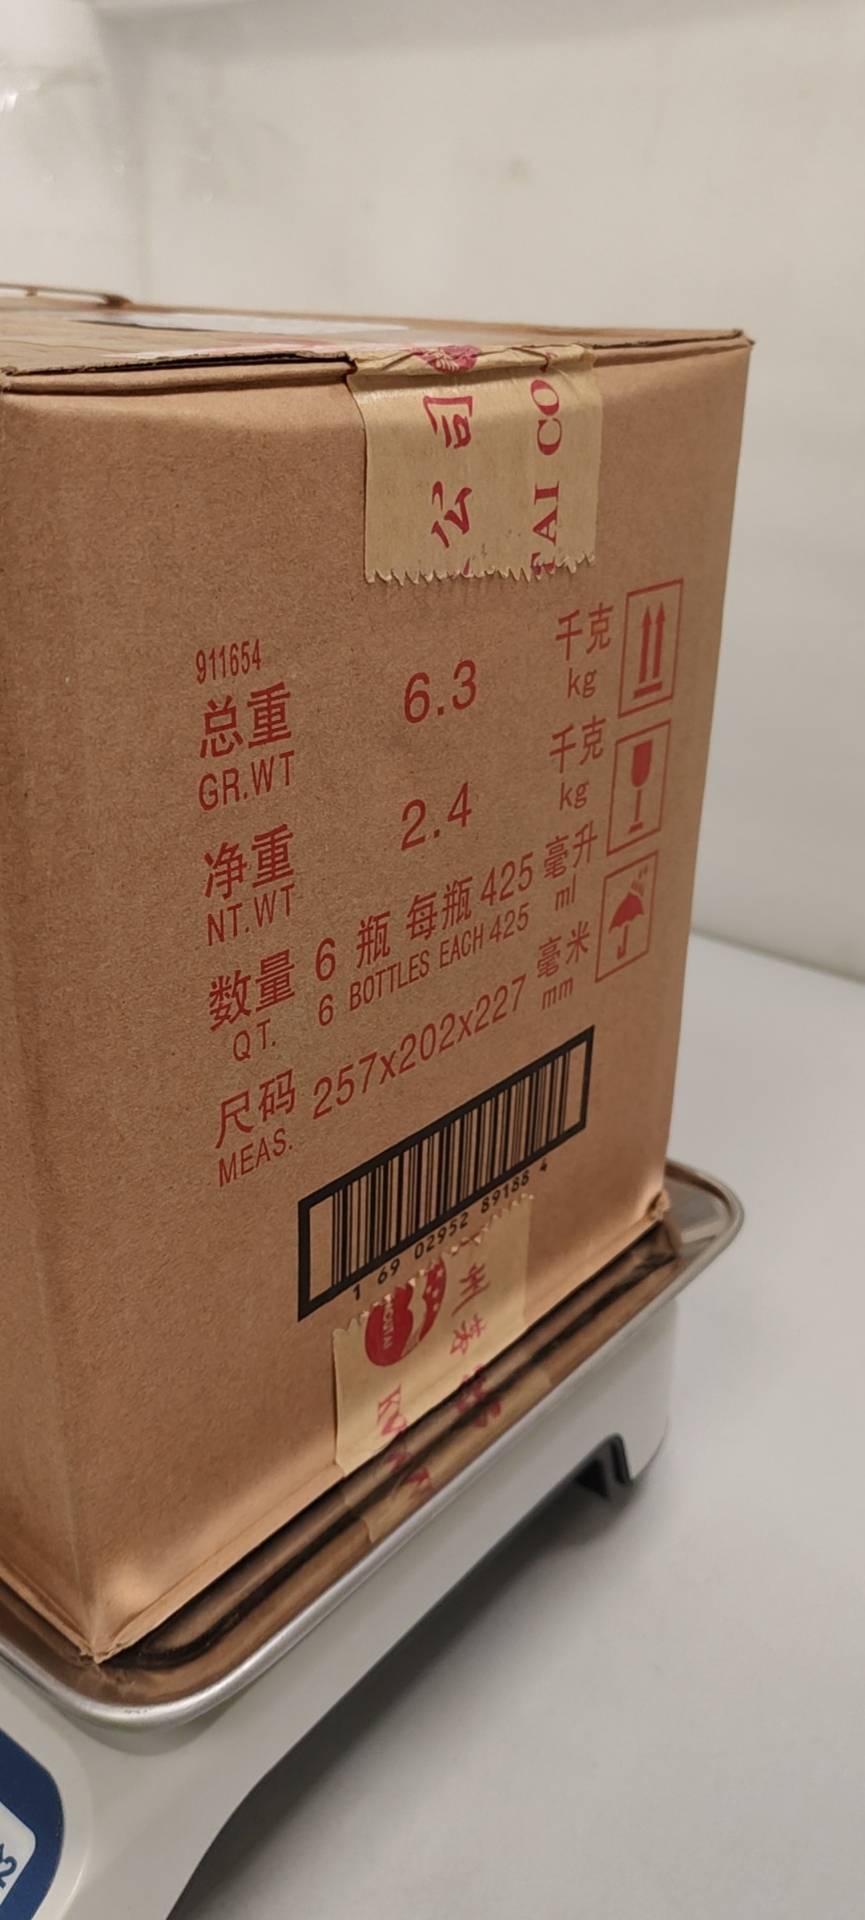 公司
TAI CO
911654
总重 6.3 千克
GR.WT kg
净重 2.4 千克
NT.WT kg
数量 6 瓶 每瓶 425 毫升
QT. 6 BOTTLES EACH 425 ml
尺码 257x202x227 毫米
MEAS. mm
1 69 02952 89188 4